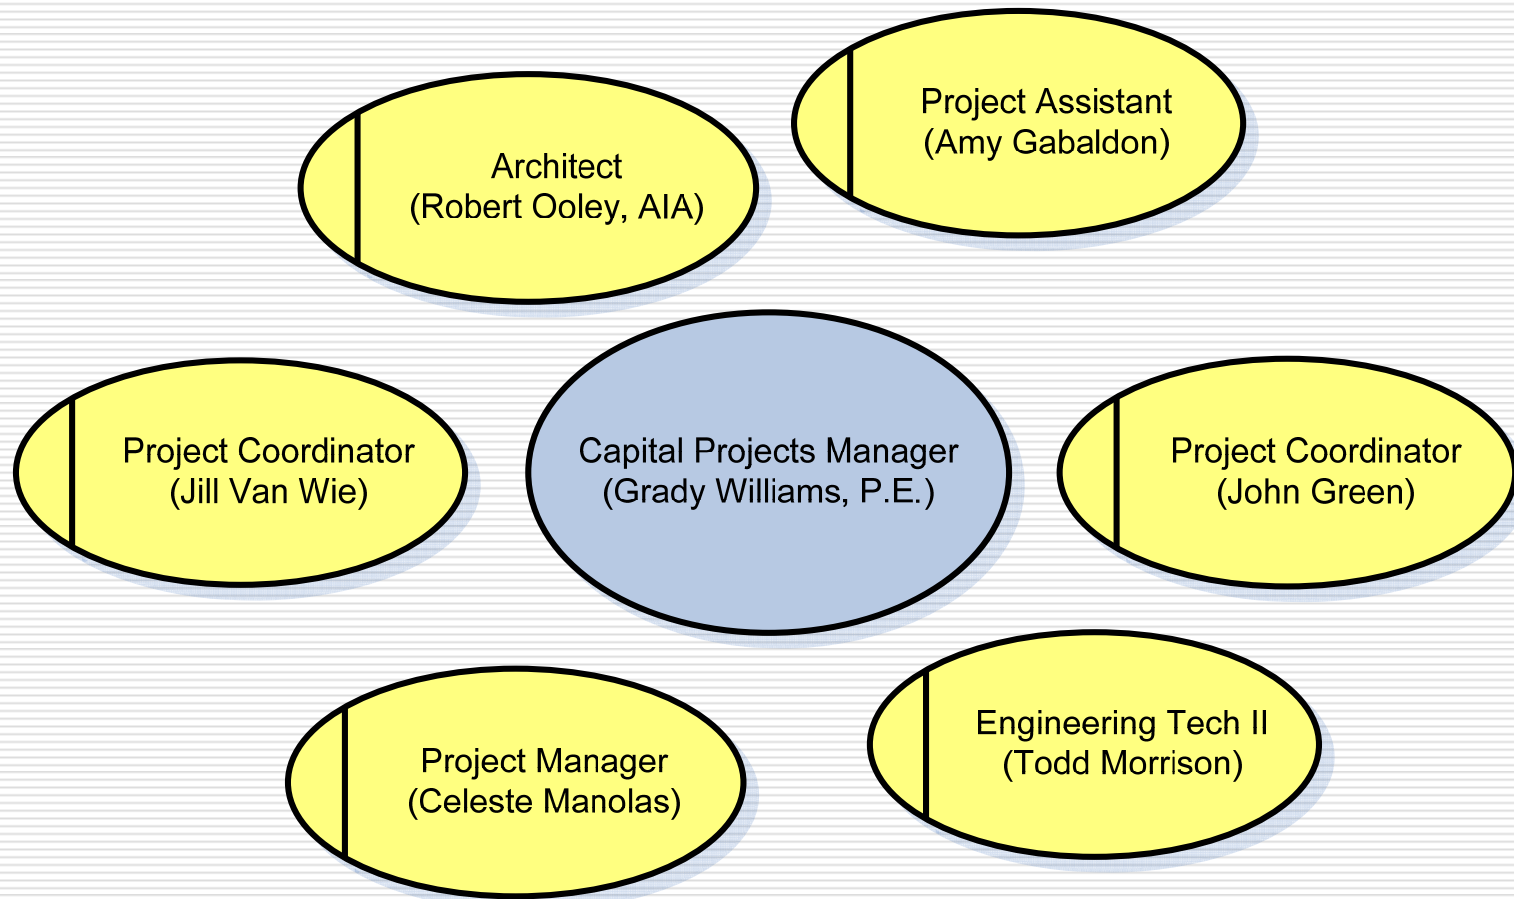 Project Assistant
(Amy Gabaldon)
Architect
(Robert Ooley, AIA)
Project Coordinator
(Jill Van Wie)
Capital Projects Manager
(Grady Williams, P.E.)
Project Coordinator
(John Green)
Engineering Tech II
(Todd Morrison)
Project Manager
(Celeste Manolas)